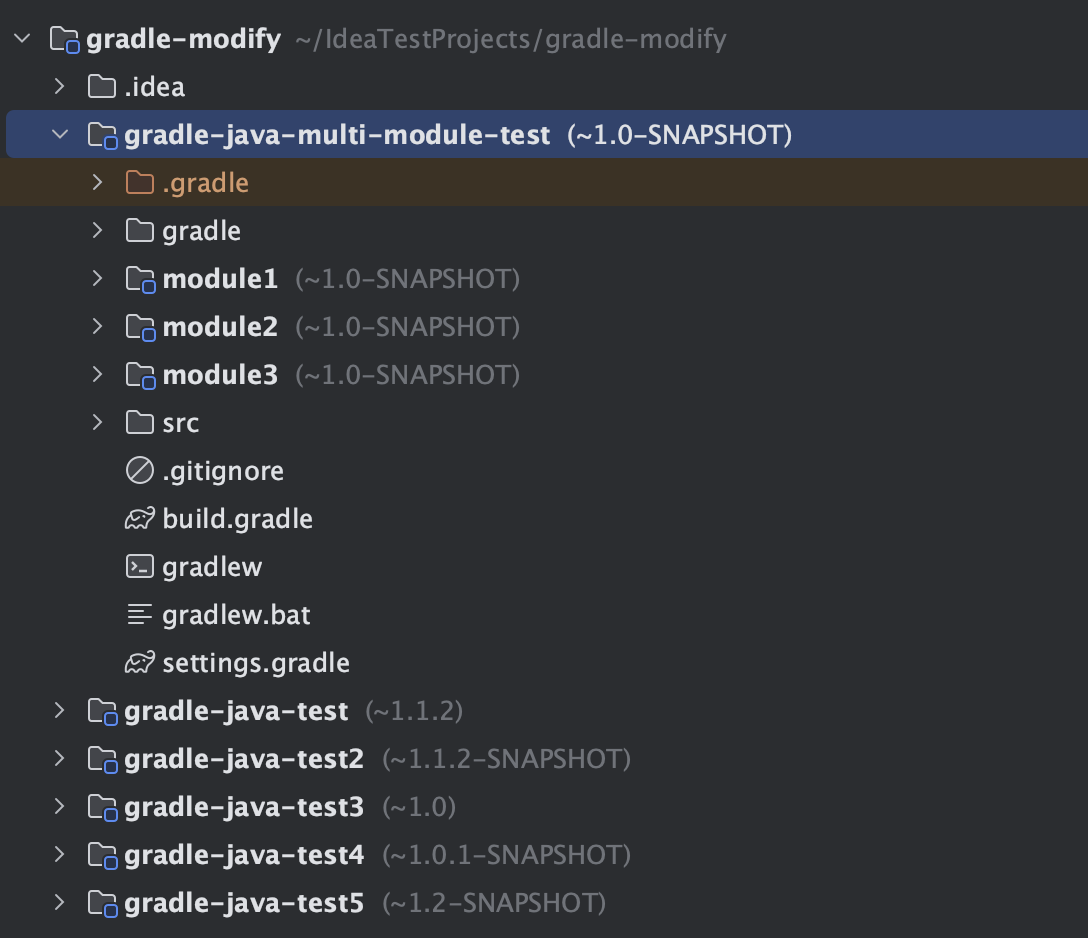 gradle-modify ~/IdeaTestProjects/gradle-modify
.idea
gradle-java-multi-module-test (~1.0-SNAPSHOT)
.gradle
gradle
module1 (~1.0-SNAPSHOT)
module2 (~1.0-SNAPSHOT)
module3 (~1.0-SNAPSHOT)
src
.gitignore
build.gradle
gradlew
gradlew.bat
settings.gradle
gradle-java-test (~1.1.2)
gradle-java-test2 (~1.1.2-SNAPSHOT)
gradle-java-test3 (~1.0)
gradle-java-test4 (~1.0.1-SNAPSHOT)
gradle-java-test5 (~1.2-SNAPSHOT)